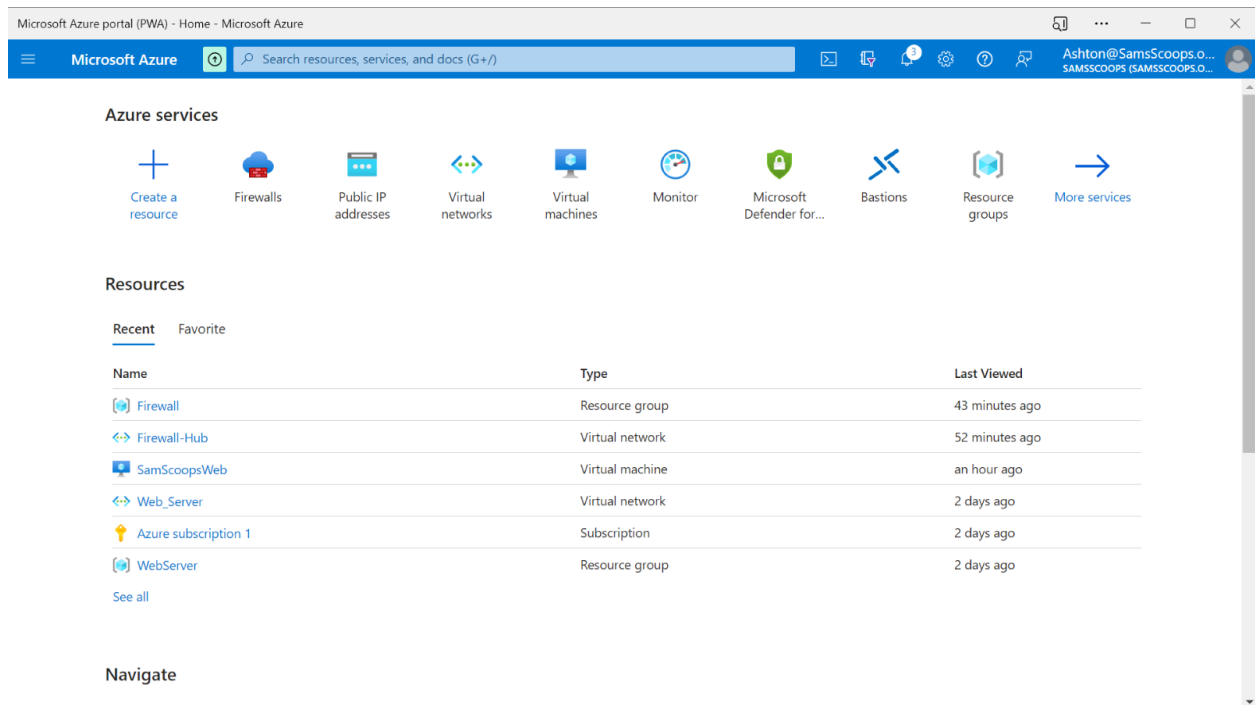 Microsoft Azure portal (PWA) - Home - Microsoft Azure
Microsoft Azure
Search resources, services, and docs (G+/)
3
Ashton@SamsScoops.o...
SAMSSCOOPS (SAMSSCOOPS.O...
Azure services
Create a resource
Firewalls
Public IP addresses
Virtual networks
Virtual machines
Monitor
Microsoft Defender for...
Bastions
Resource groups
More services
Resources
Recent Favorite
Name Type Last Viewed
Firewall Resource group 43 minutes ago
Firewall-Hub Virtual network 52 minutes ago
SamScoopsWeb Virtual machine an hour ago
Web_Server Virtual network 2 days ago
Azure subscription 1 Subscription 2 days ago
WebServer Resource group 2 days ago
See all
Navigate